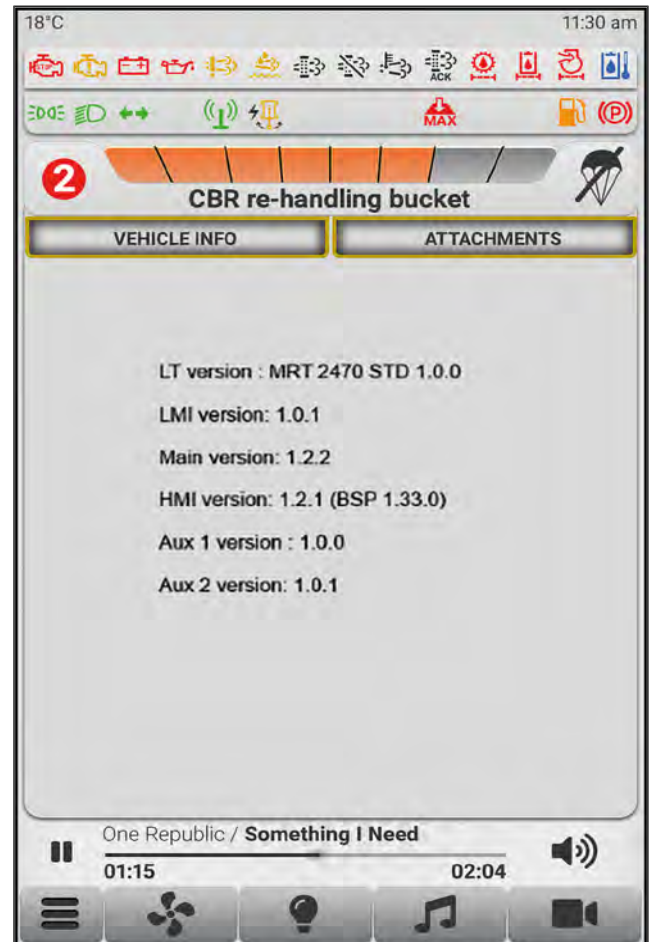 18°C 11:30 am
STOP
ACK
MAX
2
CBR re-handling bucket
VEHICLE INFO ATTACHMENTS
LT version : MRT 2470 STD 1.0.0
LMI version: 1.0.1
Main version: 1.2.2
HMI version: 1.2.1 (BSP 1.33.0)
Aux 1 version : 1.0.0
Aux 2 version: 1.0.1
One Republic / Something I Need
01:15 02:04